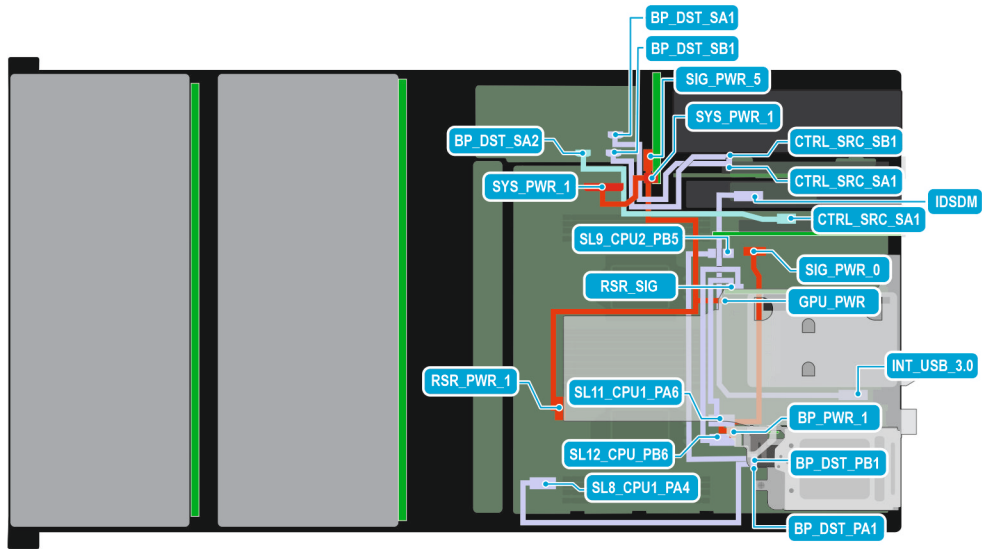 BP_DST_SA1
BP_DST_SB1
SIG_PWR_5
SYS_PWR_1
BP_DST_SA2
CTRL_SRC_SB1
SYS_PWR_1
CTRL_SRC_SA1
IDSDM
CTRL_SRC_SA1
SL9_CPU2_PB5
SIG_PWR_0
RSR_SIG
GPU_PWR
INT_USB_3.0
RSR_PWR_1
SL11_CPU1_PA6
BP_PWR_1
SL12_CPU_PB6
BP_DST_PB1
SL8_CPU1_PA4
BP_DST_PA1